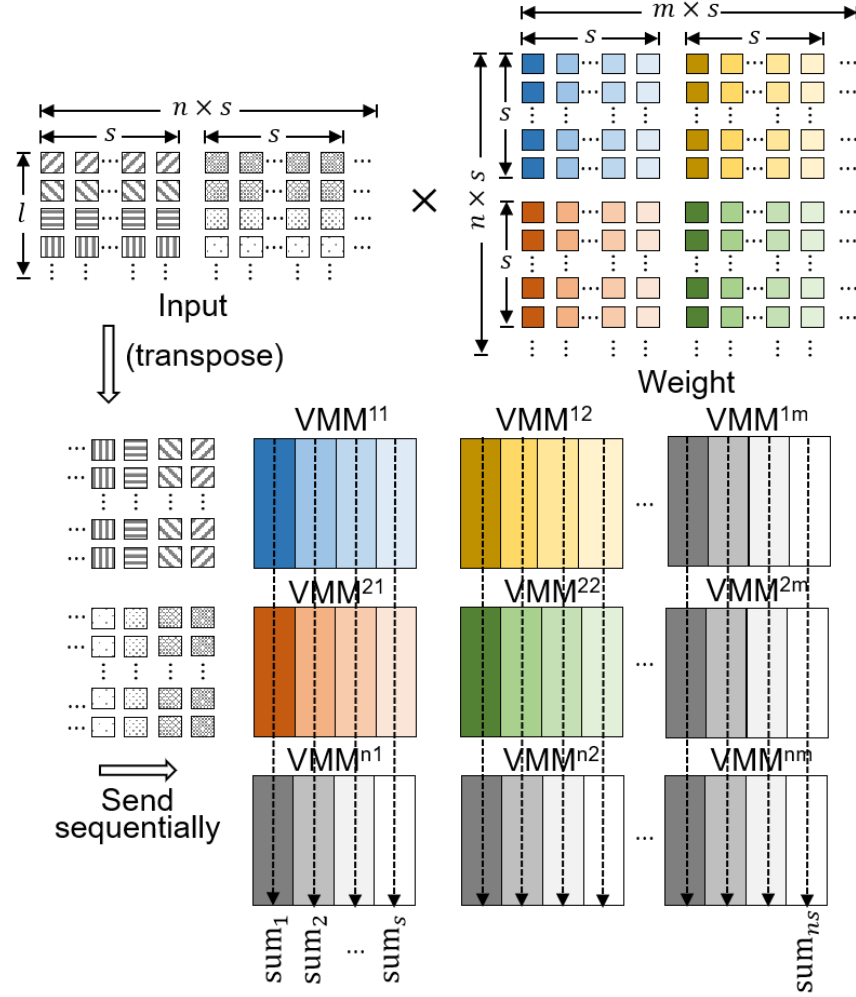 m × s
s
s
n × s
s
s
l
n × s
s
s
×
Input
Weight
(transpose)
VMM¹¹
VMM¹²
VMM¹ᵐ
VMM²¹
VMM²²
VMM²ᵐ
VMMⁿ¹
VMMⁿ²
VMMⁿᵐ
Send
sequentially
sum₁
sum₂
...
sumₛ
sumₙₛ